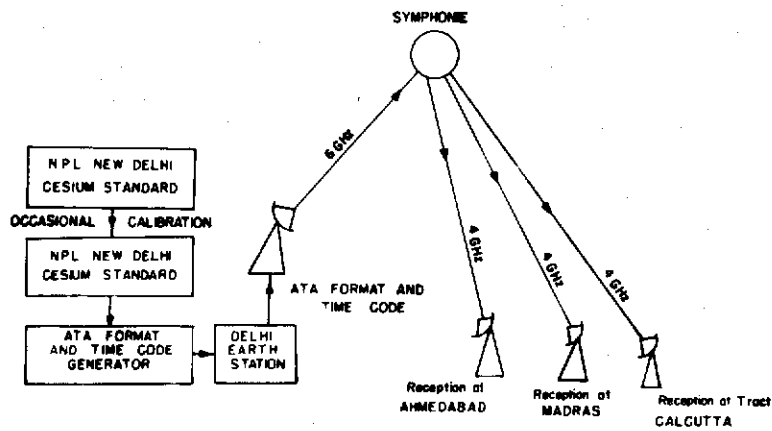 SYMPHONIE
6 GHz
NPL NEW DELHI
CESIUM STANDARD
OCCASIONAL CALIBRATION
NPL NEW DELHI
CESIUM STANDARD
ATA FORMAT AND
TIME CODE
4 GHz
4 GHz
4 GHz
ATA FORMAT
AND TIME CODE
GENERATOR
DELHI
EARTH
STATION
Reception at
AHMEDABAD
Reception at
MADRAS
Reception at Tract
CALCUTTA